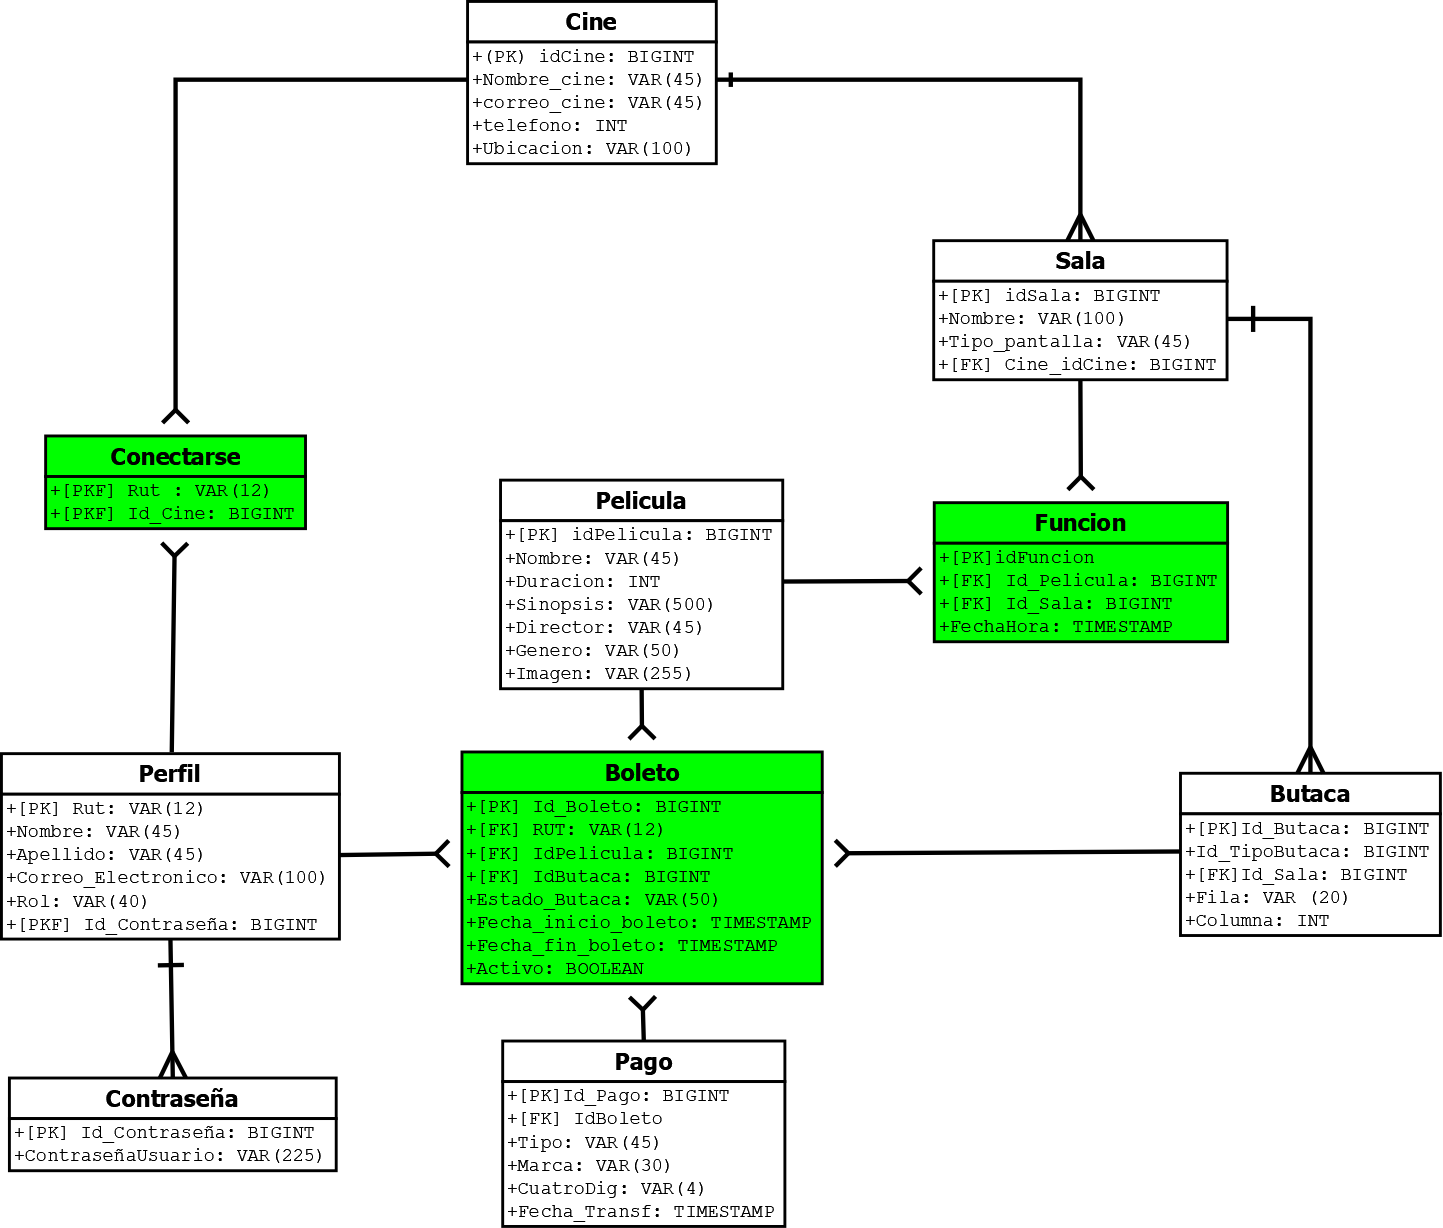 Cine
+(PK) idCine: BIGINT
+Nombre_cine: VAR(45)
+correo_cine: VAR(45)
+telefono: INT
+Ubicacion: VAR(100)
Sala
+[PK] idSala: BIGINT
+Nombre: VAR(100)
+Tipo_pantalla: VAR(45)
+[FK] Cine_idCine: BIGINT
Conectarse
+[PKF] Rut : VAR(12)
+[PKF] Id_Cine: BIGINT
Pelicula
+[PK] idPelicula: BIGINT
+Nombre: VAR(45)
+Duracion: INT
+Sinopsis: VAR(500)
+Director: VAR(45)
+Genero: VAR(50)
+Imagen: VAR(255)
Funcion
+[PK]idFuncion
+[FK] Id_Pelicula: BIGINT
+[FK] Id_Sala: BIGINT
+FechaHora: TIMESTAMP
Perfil
+[PK] Rut: VAR(12)
+Nombre: VAR(45)
+Apellido: VAR(45)
+Correo_Electronico: VAR(100)
+Rol: VAR(40)
+[PKF] Id_Contraseña: BIGINT
Boleto
+[PK] Id_Boleto: BIGINT
+[FK] RUT: VAR(12)
+[FK] IdPelicula: BIGINT
+[FK] IdButaca: BIGINT
+Estado_Butaca: VAR(50)
+Fecha_inicio_boleto: TIMESTAMP
+Fecha_fin_boleto: TIMESTAMP
+Activo: BOOLEAN
Butaca
+[PK]Id_Butaca: BIGINT
+Id_TipoButaca: BIGINT
+[FK]Id_Sala: BIGINT
+Fila: VAR (20)
+Columna: INT
Contraseña
+[PK] Id_Contraseña: BIGINT
+ContraseñaUsuario: VAR(225)
Pago
+[PK]Id_Pago: BIGINT
+[FK] IdBoleto
+Tipo: VAR(45)
+Marca: VAR(30)
+CuatroDig: VAR(4)
+Fecha_Transf: TIMESTAMP